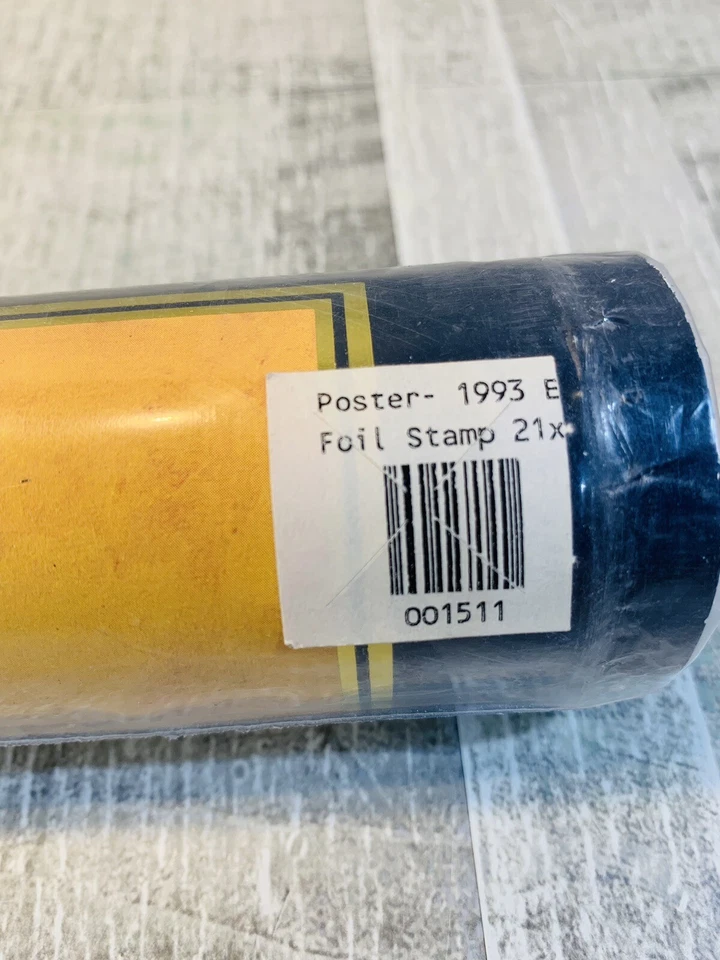 Poster- 1993 E
Foil Stamp 21x
001511